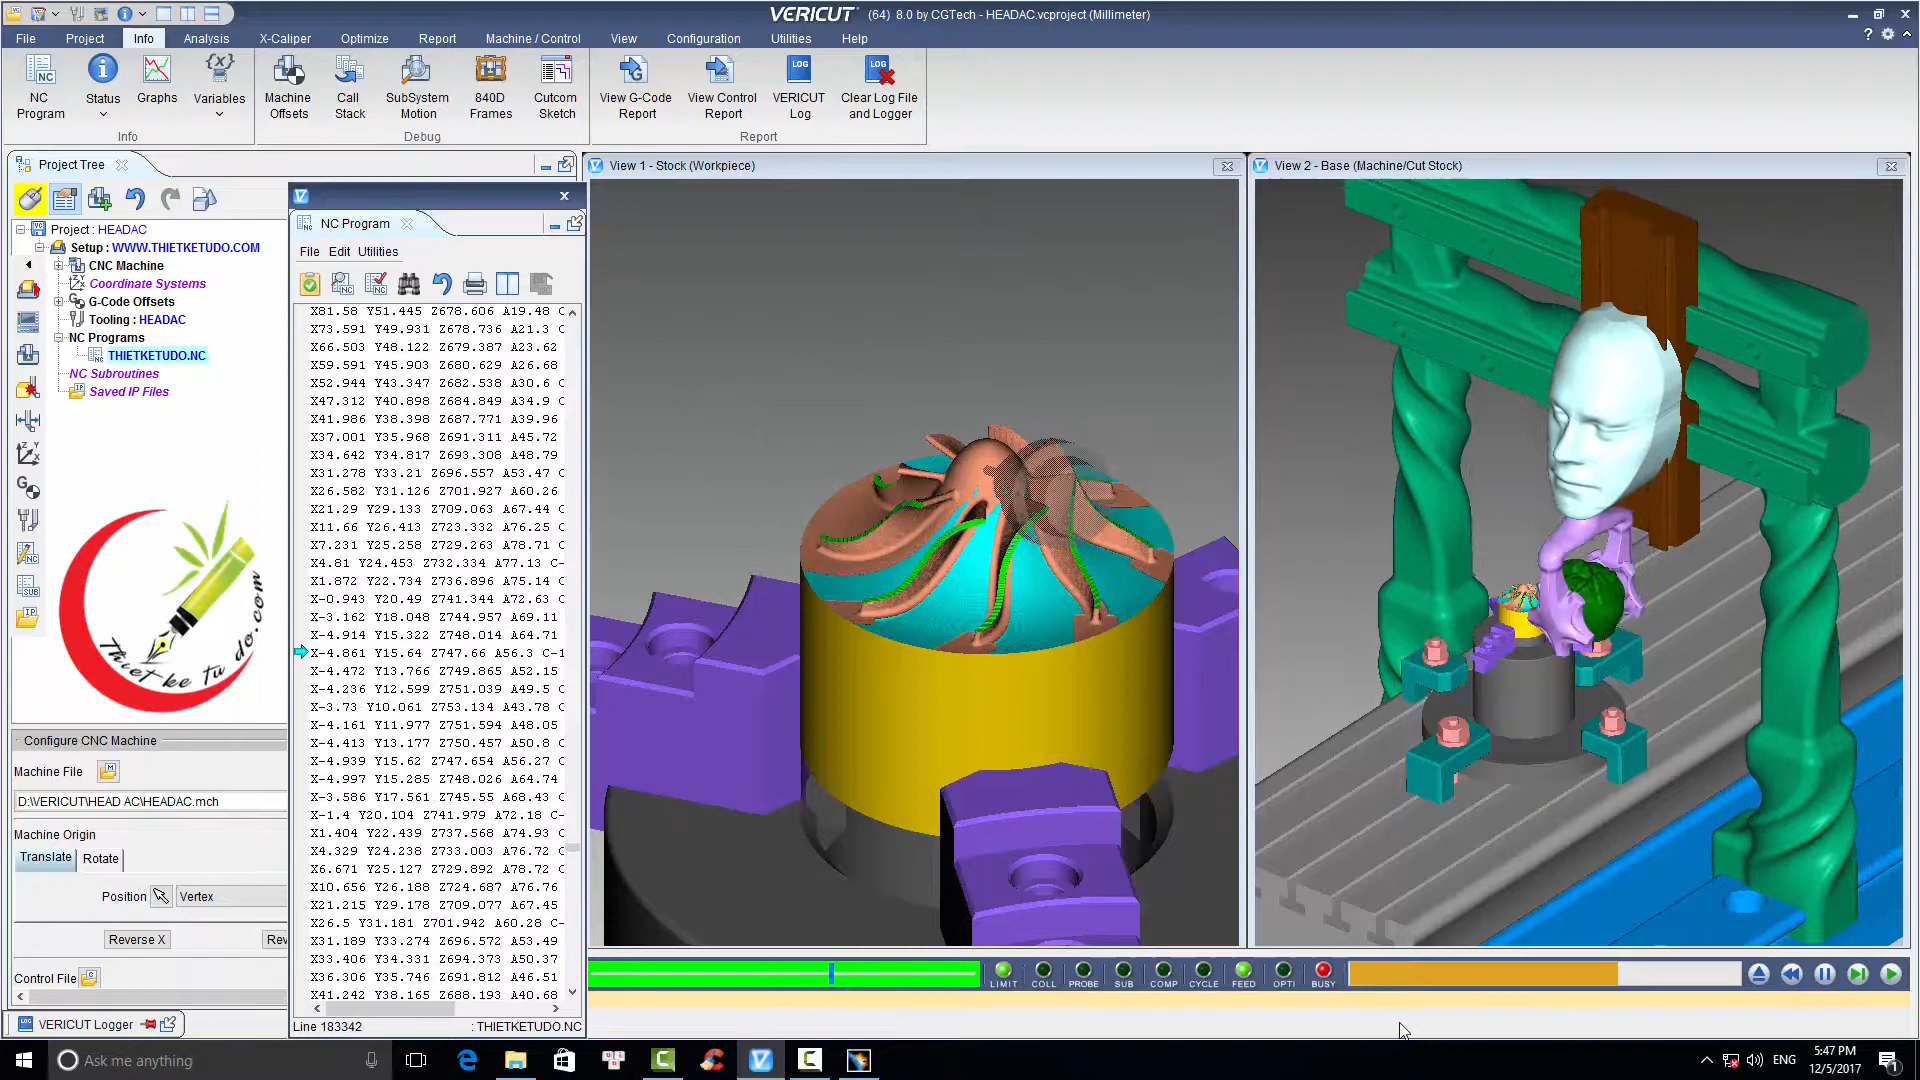 VERICUT (64) 8.0 by CGTech - HEADAC.vcproject (Millimeter)
File Project Info Analysis X-Caliper Optimize Report Machine / Control View Configuration Utilities Help
NC Program
Status
Graphs
Variables
Machine Offsets
Call Stack
SubSystem Motion
840D Frames
Cutcom Sketch
View G-Code Report
View Control Report
VERICUT Log
Clear Log File and Logger
Info
Debug
Report
Project Tree
Project : HEADAC
Setup : WWW.THIETKETUDO.COM
CNC Machine
Coordinate Systems
G-Code Offsets
Tooling : HEADAC
NC Programs
THIETKETUDO.NC
NC Subroutines
Saved IP Files
Thiet ke tu do.com
Configure CNC Machine
Machine File
D:\VERICUT\HEAD AC\HEADAC.mch
Machine Origin
Translate Rotate
Position Vertex
Reverse X Rev
Control File
VERICUT Logger
NC Program
File Edit Utilities
X81.58 Y51.445 Z678.606 A19.48 C
X73.591 Y49.931 Z678.736 A21.3 C
X66.503 Y48.122 Z679.387 A23.62
X59.591 Y45.903 Z680.629 A26.68
X52.944 Y43.347 Z682.538 A30.6 C
X47.312 Y40.898 Z684.849 A34.9 C
X41.986 Y38.398 Z687.771 A39.96
X37.001 Y35.968 Z691.311 A45.72
X34.642 Y34.817 Z693.308 A48.79
X31.278 Y33.21 Z696.557 A53.47 C
X26.582 Y31.126 Z701.927 A60.26
X21.29 Y29.133 Z709.063 A67.44 C
X11.66 Y26.413 Z723.332 A76.25 C
X7.231 Y25.258 Z729.263 A78.71 C
X4.81 Y24.453 Z732.334 A77.13 C-
X1.872 Y22.734 Z736.896 A75.14 C
X-0.943 Y20.49 Z741.344 A72.63 C
X-3.162 Y18.048 Z744.957 A69.11
X-4.914 Y15.322 Z748.014 A64.71
X-4.861 Y15.64 Z747.66 A56.3 C-1
X-4.472 Y13.766 Z749.865 A52.15
X-4.236 Y12.599 Z751.039 A49.5 C
X-3.73 Y10.061 Z753.134 A43.78 C
X-4.161 Y11.977 Z751.594 A48.05
X-4.413 Y13.177 Z750.457 A50.8 C
X-4.939 Y15.62 Z747.654 A56.27 C
X-4.997 Y15.285 Z748.026 A64.74
X-3.586 Y17.561 Z745.55 A68.43 C
X-1.4 Y20.104 Z741.979 A72.18 C-
X1.404 Y22.439 Z737.568 A74.93 C
X4.329 Y24.238 Z733.003 A76.72 C
X6.671 Y25.127 Z729.892 A78.72 C
X10.656 Y26.188 Z724.687 A76.76
X21.215 Y29.178 Z709.077 A67.45
X26.5 Y31.181 Z701.942 A60.28 C-
X31.189 Y33.274 Z696.572 A53.49
X33.406 Y34.331 Z694.373 A50.37
X36.306 Y35.746 Z691.812 A46.51
X41.242 Y38.165 Z688.193 A40.68
Line 183342 : THIETKETUDO.NC
View 1 - Stock (Workpiece)
View 2 - Base (Machine/Cut Stock)
LIMIT COLL PROBE SUB COMP CYCLE FEED OPTI BUSY
Ask me anything
ENG
5:47 PM
12/5/2017